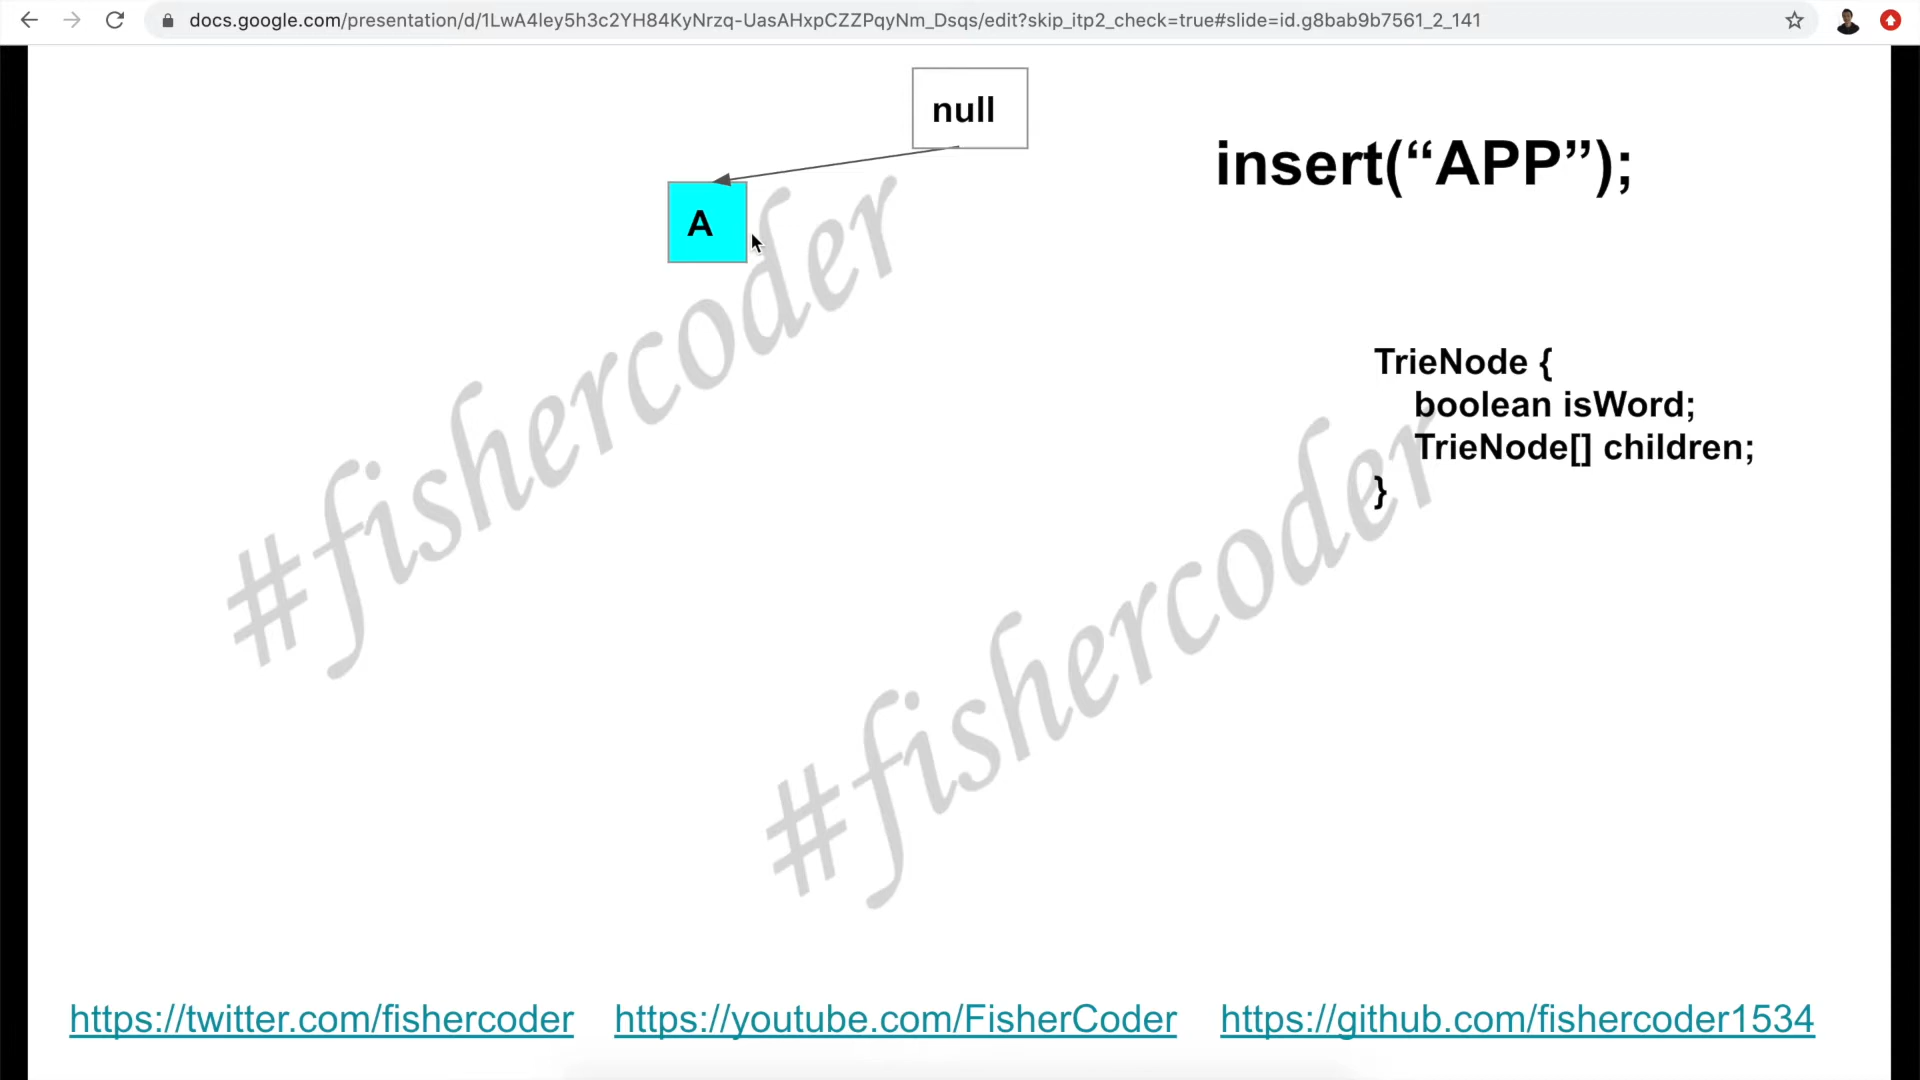 docs.google.com/presentation/d/1LwA4ley5h3c2YH84KyNrzq-UasAHxpCZZPqyNm_Dsqs/edit?skip_itp2_check=true#slide=id.g8bab9b7561_2_141
null
insert(“APP”);
A
TrieNode {
boolean isWord;
TrieNode[] children;
}
#fishercoder
#fishercoder
https://twitter.com/fishercoder
https://youtube.com/FisherCoder
https://github.com/fishercoder1534